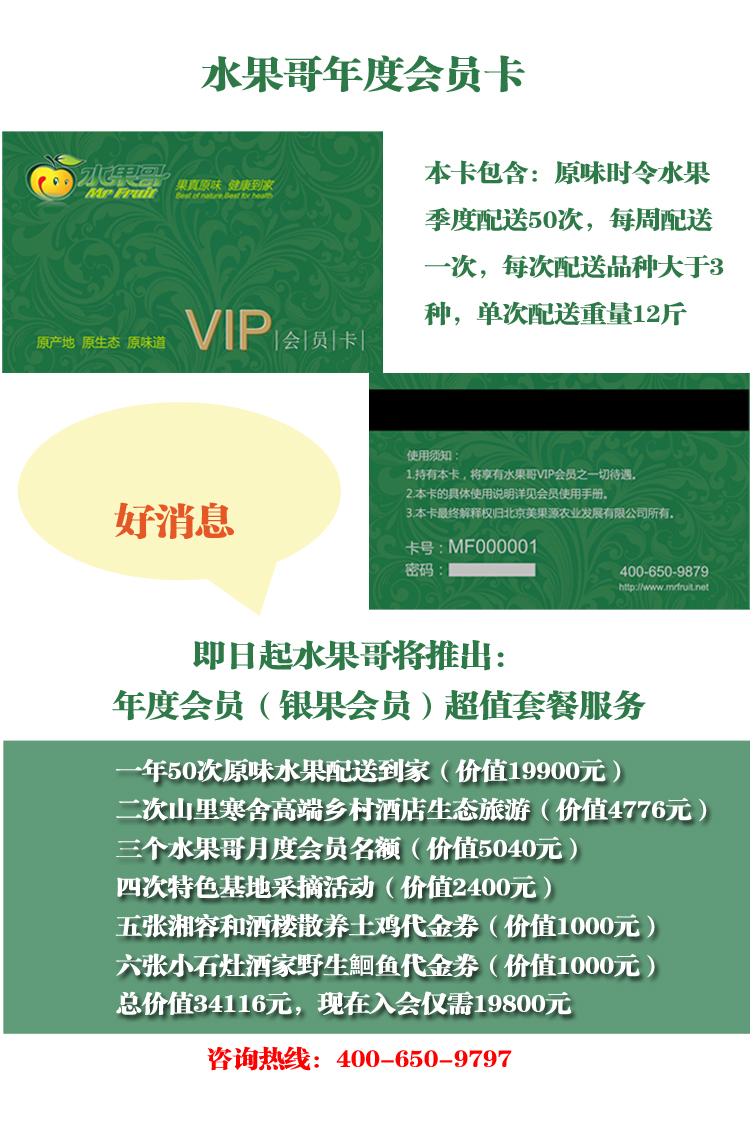 水果哥年度会员卡
水果哥
Mr Fruit
果真原味 健康到家
Best of nature,Best for health
原产地 原生态 原味道
VIP|会|员|卡|
本卡包含：原味时令水果
季度配送50次，每周配送
一次，每次配送品种大于3
种，单次配送重量12斤
使用须知：
1.持有本卡，将享有水果哥VIP会员之一切待遇。
2.本卡的具体使用说明详见会员使用手册。
3.本卡最终解释权归北京美果源农业发展有限公司所有。
卡号：MF000001
密码：
400-650-9879
http://www.mrfruit.net
好消息
即日起水果哥将推出：
年度会员（银果会员）超值套餐服务
一年50次原味水果配送到家（价值19900元）
二次山里寒舍高端乡村酒店生态旅游（价值4776元）
三个水果哥月度会员名额（价值5040元）
四次特色基地采摘活动（价值2400元）
五张湘容和酒楼散养土鸡代金券（价值1000元）
六张小石灶酒家野生鮰鱼代金券（价值1000元）
总价值34116元，现在入会仅需19800元
咨询热线：400-650-9797